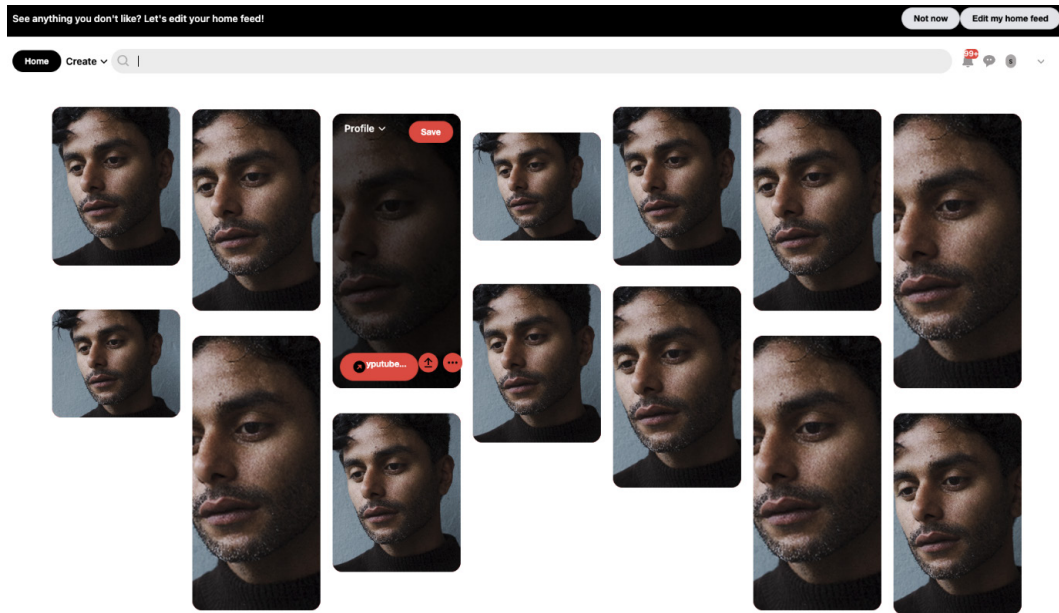 See anything you don't like? Let's edit your home feed!
Not now
Edit my home feed
Home
Create
99+
s
Profile
Save
yputube...